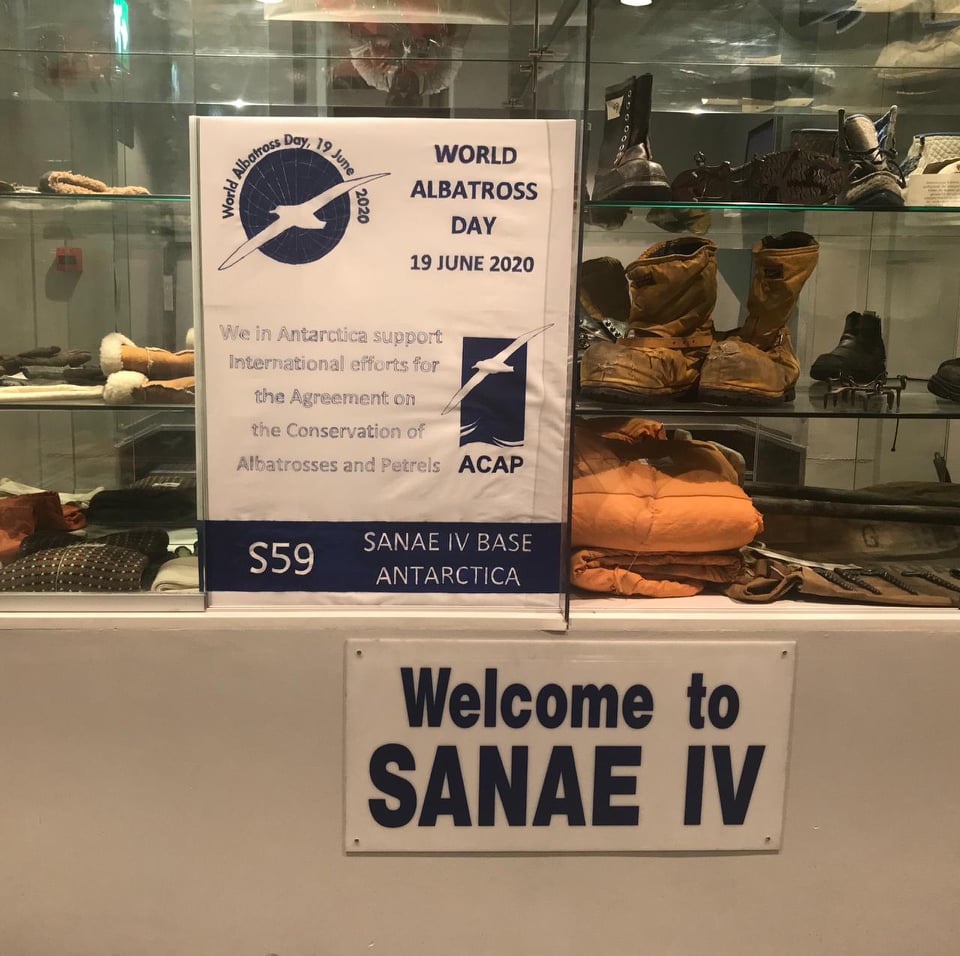 World Albatross Day, 19 June 2020
WORLD
ALBATROSS
DAY
19 JUNE 2020
We in Antarctica support
International efforts for
the Agreement on
the Conservation of
Albatrosses and Petrels
ACAP
S59
SANAE IV BASE
ANTARCTICA
Welcome to
SANAE IV